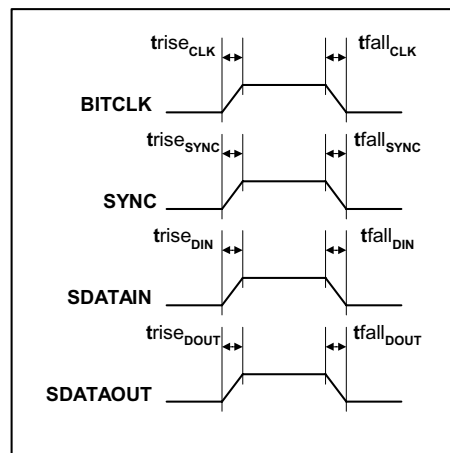 triseCLK tfallCLK
BITCLK
triseSYNC tfallSYNC
SYNC
triseDIN tfallDIN
SDATAIN
triseDOUT tfallDOUT
SDATAOUT